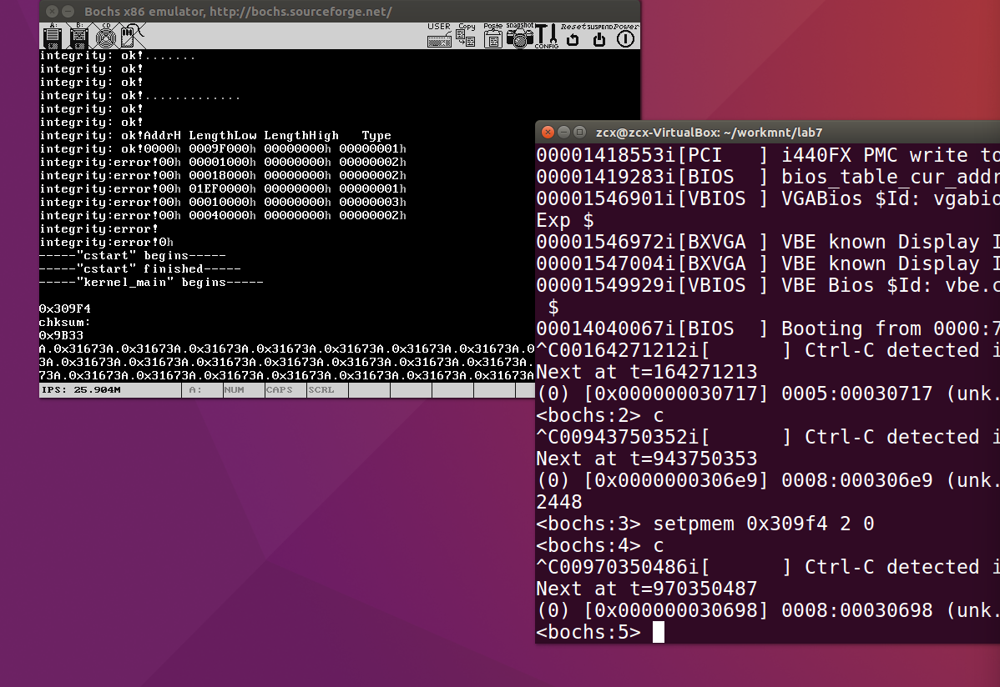 Bochs x86 emulator, http://bochs.sourceforge.net/
A: B: CD USER Copy Paste snapshot CONFIG Reset SUSPEND Power
integrity: ok!.......
integrity: ok!
integrity: ok!
integrity: ok!.............
integrity: ok!
integrity: ok!
integrity: ok!AddrH LengthLow LengthHigh Type
integrity: ok!0000h 0009F000h 00000000h 00000001h
integrity:error!00h 00001000h 00000000h 00000002h
integrity:error!00h 00018000h 00000000h 00000002h
integrity:error!00h 01EF0000h 00000000h 00000001h
integrity:error!00h 00010000h 00000000h 00000003h
integrity:error!00h 00040000h 00000000h 00000002h
integrity:error!
integrity:error!0h
-----"cstart" begins-----
-----"cstart" finished-----
-----"kernel_main" begins-----
0x309F4
chksum:
0x9B33
A.0x31673A.0x31673A.0x31673A.0x31673A.0x31673A.0x31673A.0
3A.0x31673A.0x31673A.0x31673A.0x31673A.0x31673A.0x31673A.
73A.0x31673A.0x31673A.0x31673A.0x31673A.0x31673A.0x31673A
IPS: 25.904M A: NUM CAPS SCRL
zcx@zcx-VirtualBox: ~/workmnt/lab7
00001418553i[PCI ] i440FX PMC write to
00001419283i[BIOS ] bios_table_cur_addr
00001546901i[VBIOS ] VGABios $Id: vgabio
Exp $
00001546972i[BXVGA ] VBE known Display I
00001547004i[BXVGA ] VBE known Display I
00001549929i[VBIOS ] VBE Bios $Id: vbe.c
$
00014040067i[BIOS ] Booting from 0000:7
^C00164271212i[ ] Ctrl-C detected i
Next at t=164271213
(0) [0x000000030717] 0005:00030717 (unk.
<bochs:2> c
^C00943750352i[ ] Ctrl-C detected i
Next at t=943750353
(0) [0x0000000306e9] 0008:000306e9 (unk.
2448
<bochs:3> setpmem 0x309f4 2 0
<bochs:4> c
^C00970350486i[ ] Ctrl-C detected i
Next at t=970350487
(0) [0x000000030698] 0008:00030698 (unk.
<bochs:5>